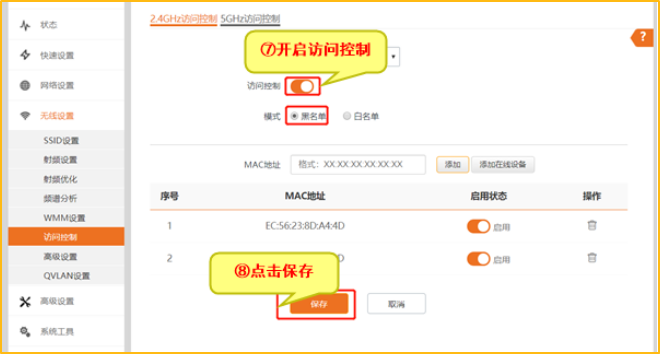 状态
快速设置
网络设置
无线设置
SSID设置
射频设置
射频优化
频谱分析
WMM设置
访问控制
高级设置
QVLAN设置
高级设置
系统工具
2.4GHz访问控制 5GHz访问控制
?
⑦开启访问控制
访问控制
模式 黑名单 白名单
MAC地址 格式：XX:XX:XX:XX:XX:XX 添加 添加在线设备
序号 MAC地址 启用状态 操作
1 EC:56:23:8D:A4:4D 启用
2 D 启用
⑧点击保存
保存 取消